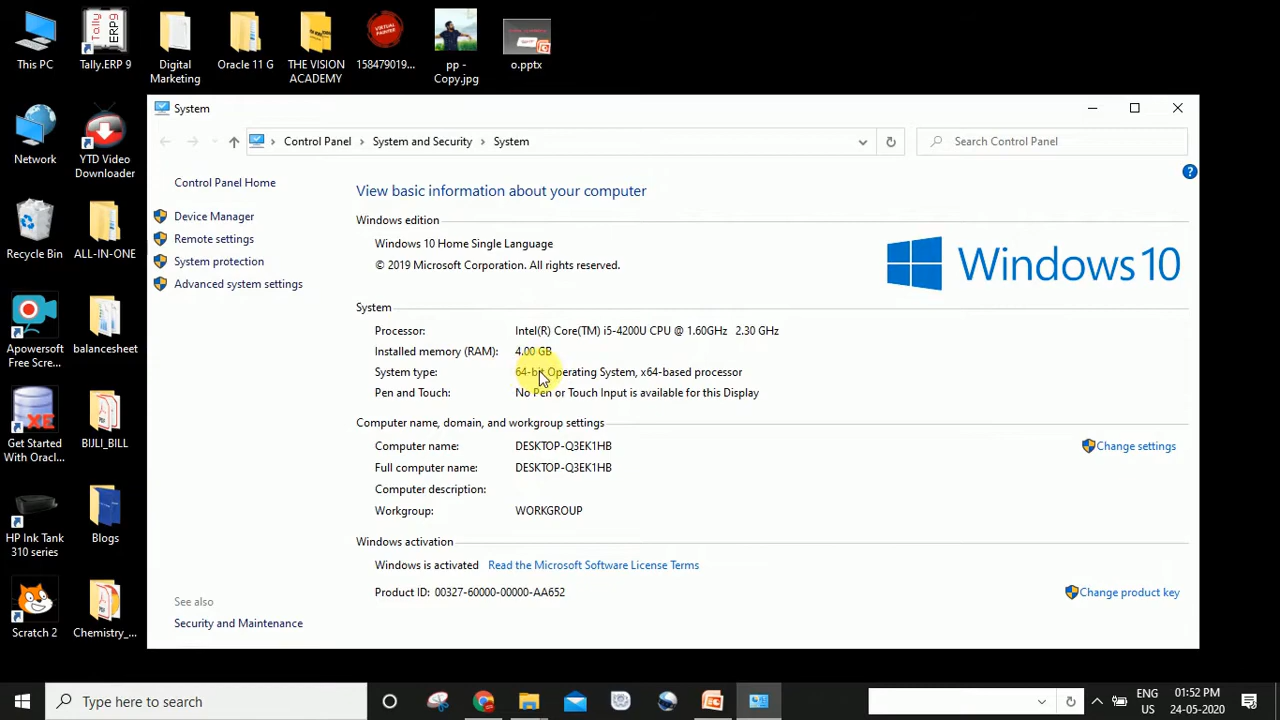 This PC
Tally.ERP 9
Digital
Marketing
Oracle 11 G
THE VISION
ACADEMY
158479019...
pp -
Copy.jpg
o.pptx
Network
YTD Video
Downloader
Recycle Bin
ALL-IN-ONE
Apowersoft
Free Scre...
balancesheet
Get Started
With Oracl...
BIJLI_BILL
HP Ink Tank
310 series
Blogs
Scratch 2
Chemistry_...
System
Control Panel > System and Security > System
Search Control Panel
Control Panel Home
Device Manager
Remote settings
System protection
Advanced system settings
See also
Security and Maintenance
View basic information about your computer
Windows edition
Windows 10 Home Single Language
© 2019 Microsoft Corporation. All rights reserved.
Windows 10
System
Processor: Intel(R) Core(TM) i5-4200U CPU @ 1.60GHz 2.30 GHz
Installed memory (RAM): 4.00 GB
System type: 64-bit Operating System, x64-based processor
Pen and Touch: No Pen or Touch Input is available for this Display
Computer name, domain, and workgroup settings
Computer name: DESKTOP-Q3EK1HB
Change settings
Full computer name: DESKTOP-Q3EK1HB
Computer description:
Workgroup: WORKGROUP
Windows activation
Windows is activated Read the Microsoft Software License Terms
Product ID: 00327-60000-00000-AA652
Change product key
Type here to search
ENG
US
01:52 PM
24-05-2020